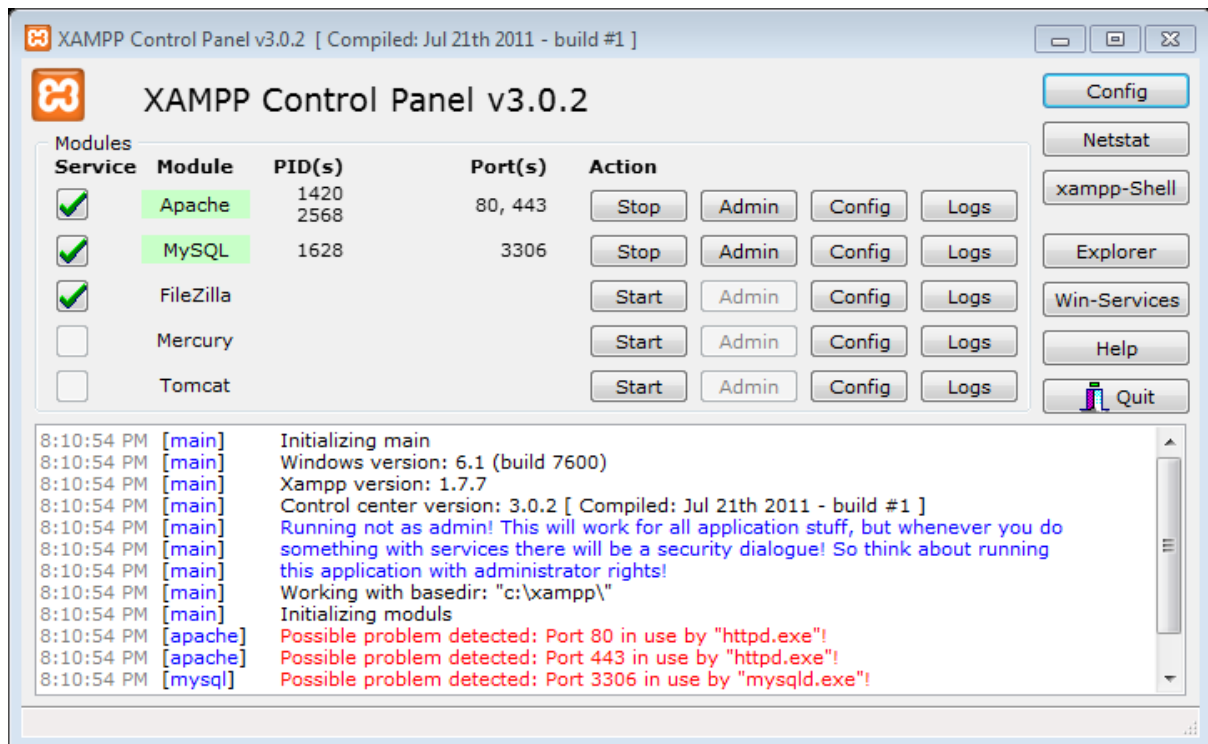 XAMPP Control Panel v3.0.2 [ Compiled: Jul 21th 2011 - build #1 ]
XAMPP Control Panel v3.0.2
Config
Netstat
xampp-Shell
Explorer
Win-Services
Help
Quit
Modules
Service Module PID(s) Port(s) Action
Apache 1420 2568 80, 443 Stop Admin Config Logs
MySQL 1628 3306 Stop Admin Config Logs
FileZilla Start Admin Config Logs
Mercury Start Admin Config Logs
Tomcat Start Admin Config Logs
8:10:54 PM [main] Initializing main
8:10:54 PM [main] Windows version: 6.1 (build 7600)
8:10:54 PM [main] Xampp version: 1.7.7
8:10:54 PM [main] Control center version: 3.0.2 [ Compiled: Jul 21th 2011 - build #1 ]
8:10:54 PM [main] Running not as admin! This will work for all application stuff, but whenever you do
8:10:54 PM [main] something with services there will be a security dialogue! So think about running
8:10:54 PM [main] this application with administrator rights!
8:10:54 PM [main] Working with basedir: "c:\xampp\"
8:10:54 PM [main] Initializing moduls
8:10:54 PM [apache] Possible problem detected: Port 80 in use by "httpd.exe"!
8:10:54 PM [apache] Possible problem detected: Port 443 in use by "httpd.exe"!
8:10:54 PM [mysql] Possible problem detected: Port 3306 in use by "mysqld.exe"!